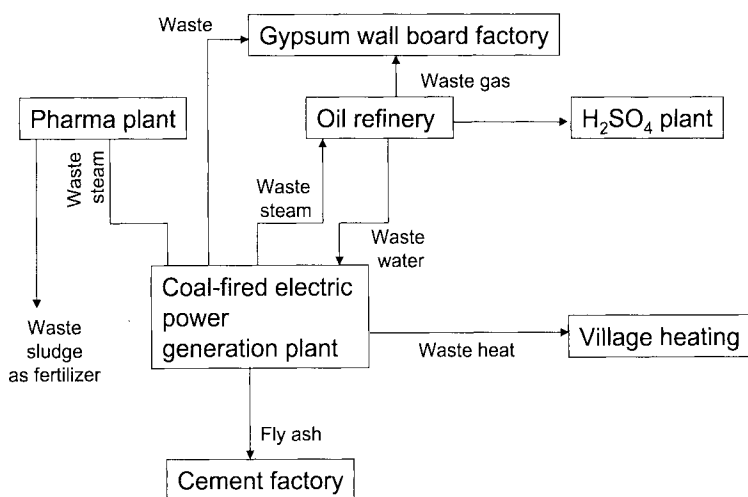 Waste
Gypsum wall board factory
Waste gas
Pharma plant
Oil refinery
H₂SO₄ plant
Waste
steam
Waste
steam
Waste
water
Coal-fired electric
power
generation plant
Waste
sludge
as fertilizer
Waste heat
Village heating
Fly ash
Cement factory